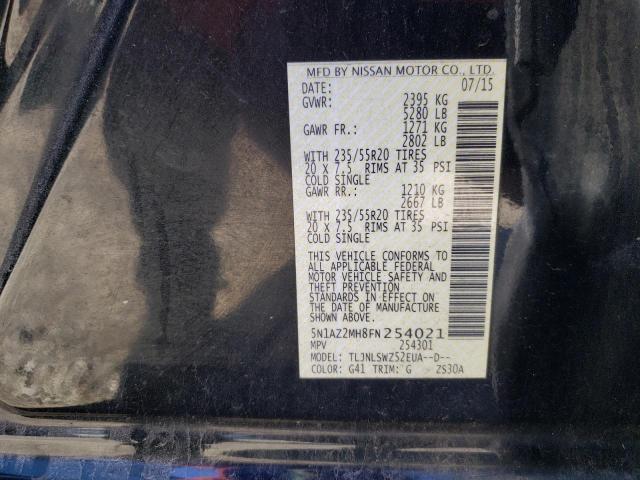 MFD BY NISSAN MOTOR CO., LTD.
DATE: 07/15
GVWR: 2395 KG
5280 LB
GAWR FR.: 1271 KG
2802 LB
WITH 235/55R20 TIRES
20 X 7.5 RIMS AT 35 PSI
COLD SINGLE
GAWR RR.: 1210 KG
2667 LB
WITH 235/55R20 TIRES
20 X 7.5 RIMS AT 35 PSI
COLD SINGLE
THIS VEHICLE CONFORMS TO
ALL APPLICABLE FEDERAL
MOTOR VEHICLE SAFETY AND
THEFT PREVENTION
STANDARDS IN EFFECT ON
THE DATE OF MANUFACTURE
SHOWN ABOVE.
5N1AZ2MH8FN254021
MPV 254301
MODEL: TLJNLSWZ52EUA--D--
COLOR: G41 TRIM: G ZS30A